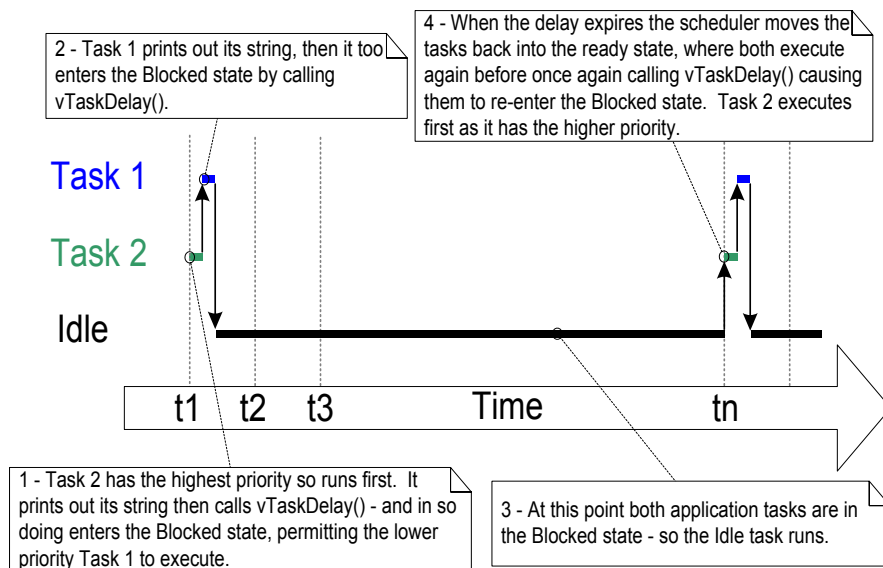 2 - Task 1 prints out its string, then it too
enters the Blocked state by calling
vTaskDelay().
4 - When the delay expires the scheduler moves the
tasks back into the ready state, where both execute
again before once again calling vTaskDelay() causing
them to re-enter the Blocked state.  Task 2 executes
first as it has the higher priority.
Task 1
Task 2
Idle
t1
t2
t3
Time
tn
1 - Task 2 has the highest priority so runs first.  It
prints out its string then calls vTaskDelay() - and in so
doing enters the Blocked state, permitting the lower
priority Task 1 to execute.
3 - At this point both application tasks are in
the Blocked state - so the Idle task runs.